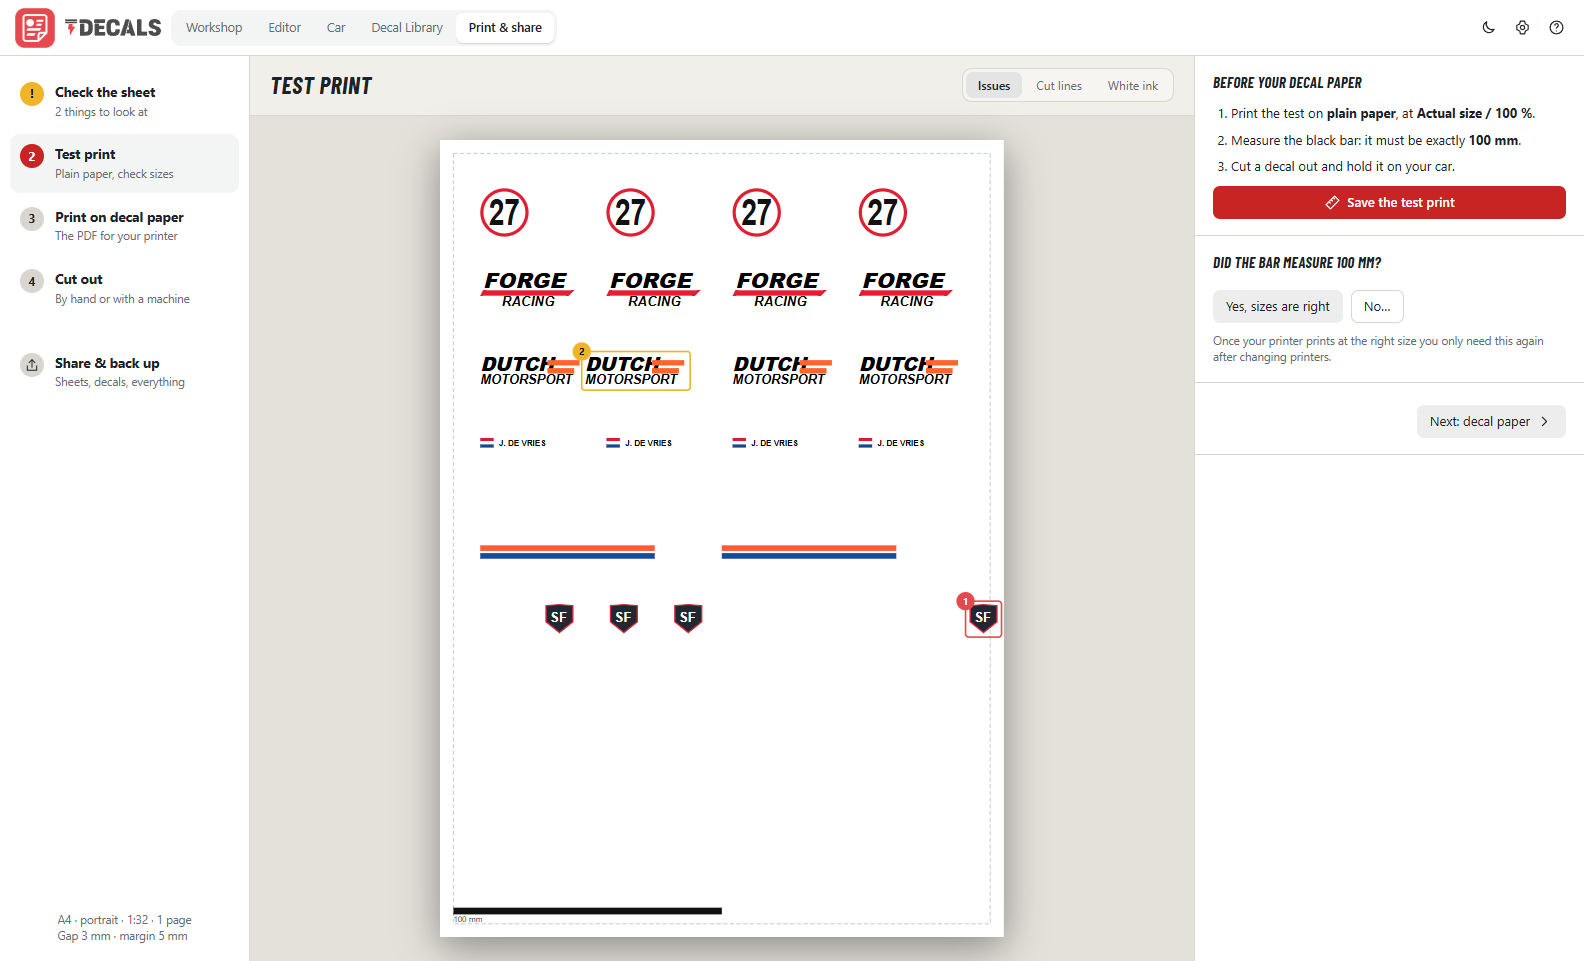 DECALS
Workshop
Editor
Car
Decal Library
Print & share
!
Check the sheet
2 things to look at
2
Test print
Plain paper, check sizes
3
Print on decal paper
The PDF for your printer
4
Cut out
By hand or with a machine
Share & back up
Sheets, decals, everything
A4 · portrait · 1:32 · 1 page
Gap 3 mm · margin 5 mm
TEST PRINT
Issues
Cut lines
White ink
27
27
27
27
FORGE
RACING
FORGE
RACING
FORGE
RACING
FORGE
RACING
DUTCH
MOTORSPORT
2
DUTCH
MOTORSPORT
DUTCH
MOTORSPORT
DUTCH
MOTORSPORT
J. DE VRIES
J. DE VRIES
J. DE VRIES
J. DE VRIES
SF
SF
SF
1
SF
100 mm
BEFORE YOUR DECAL PAPER
1. Print the test on plain paper, at Actual size / 100 %.
2. Measure the black bar: it must be exactly 100 mm.
3. Cut a decal out and hold it on your car.
Save the test print
DID THE BAR MEASURE 100 MM?
Yes, sizes are right
No...
Once your printer prints at the right size you only need this again
after changing printers.
Next: decal paper